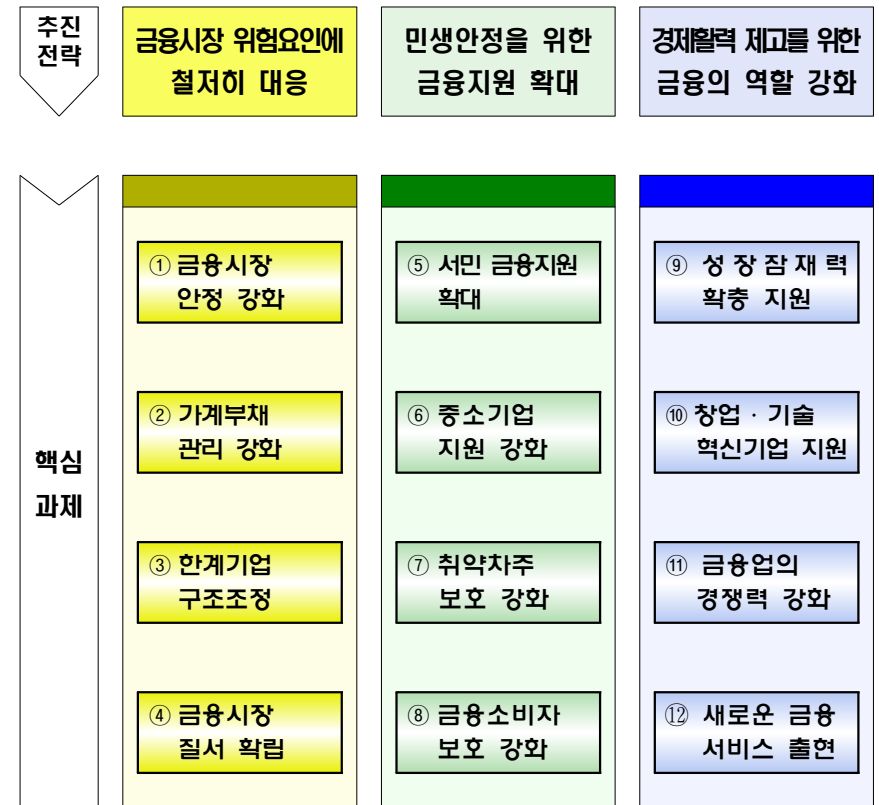 추진
전략
금융시장 위험요인에
철저히 대응
민생안정을 위한
금융지원 확대
경제활력 제고를 위한
금융의 역할 강화
핵심
과제
① 금융시장
안정 강화
② 가계부채
관리 강화
③ 한계기업
구조조정
④ 금융시장
질서 확립
⑤ 서민 금융지원
확대
⑥ 중소기업
지원 강화
⑦ 취약차주
보호 강화
⑧ 금융소비자
보호 강화
⑨ 성장잠재력
확충 지원
⑩ 창업 · 기술
혁신기업 지원
⑪ 금융업의
경쟁력 강화
⑫ 새로운 금융
서비스 출현